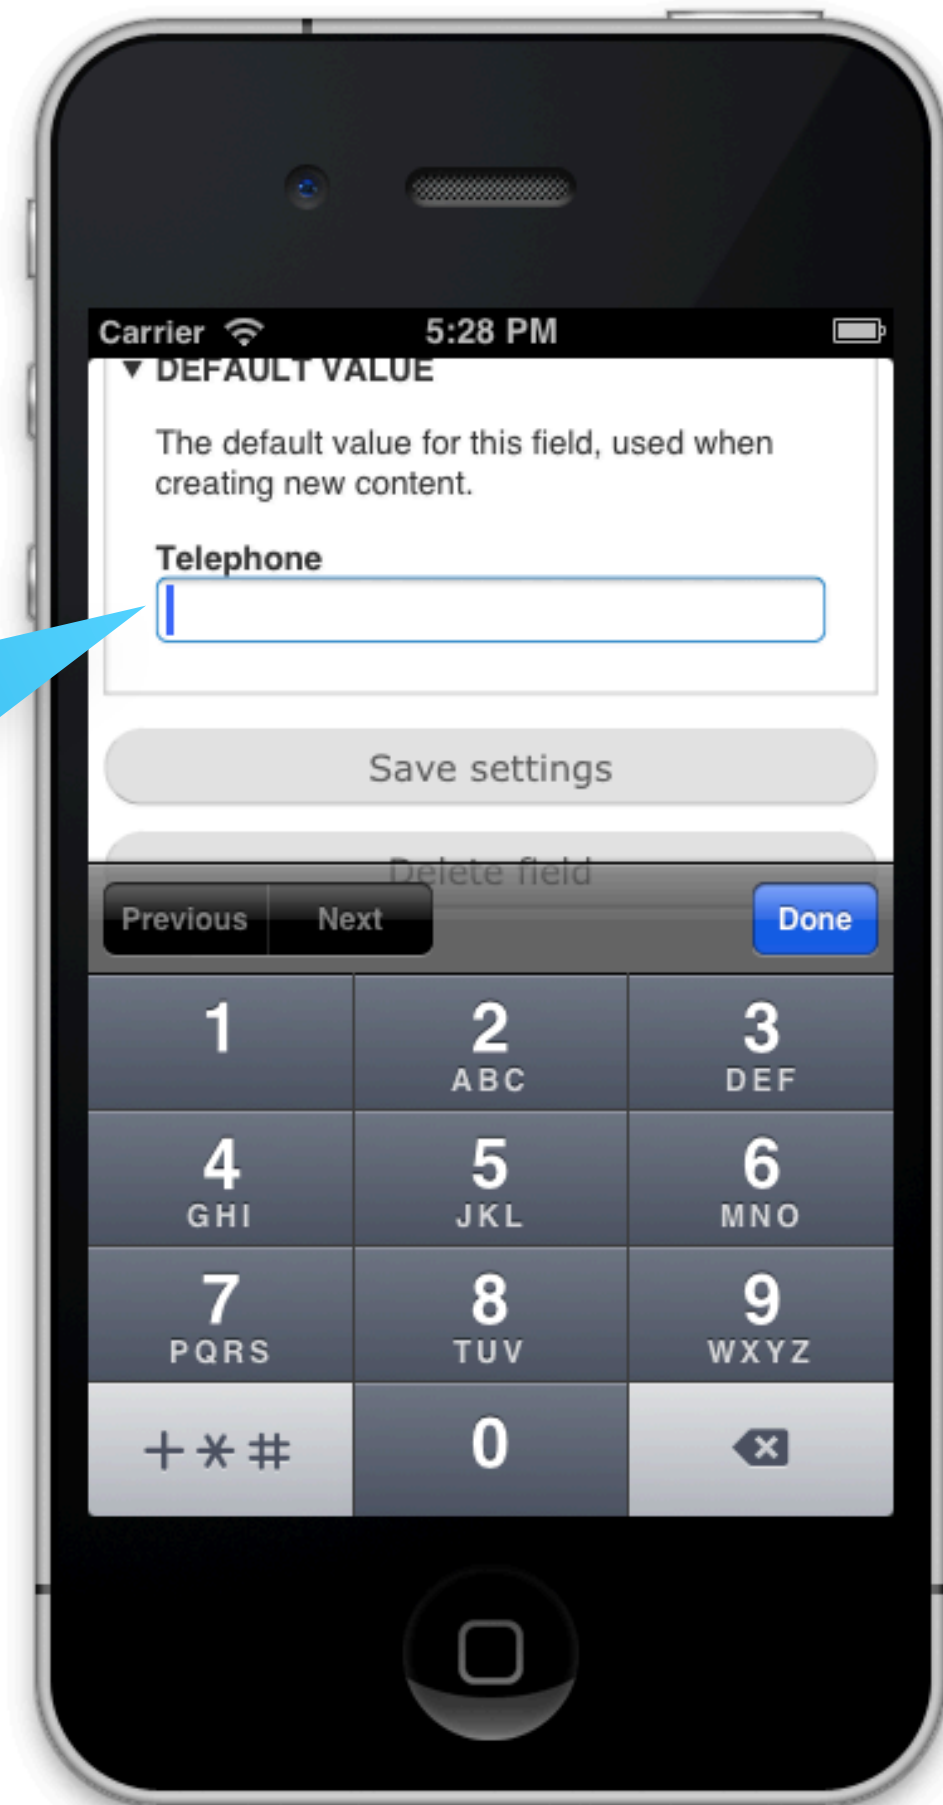 Carrier 5:28 PM
▼ DEFAULT VALUE
The default value for this field, used when
creating new content.
Telephone
Save settings
Delete field
Previous Next Done
1 2 3
ABC DEF
4 5 6
GHI JKL MNO
7 8 9
PQRS TUV WXYZ
+*# 0